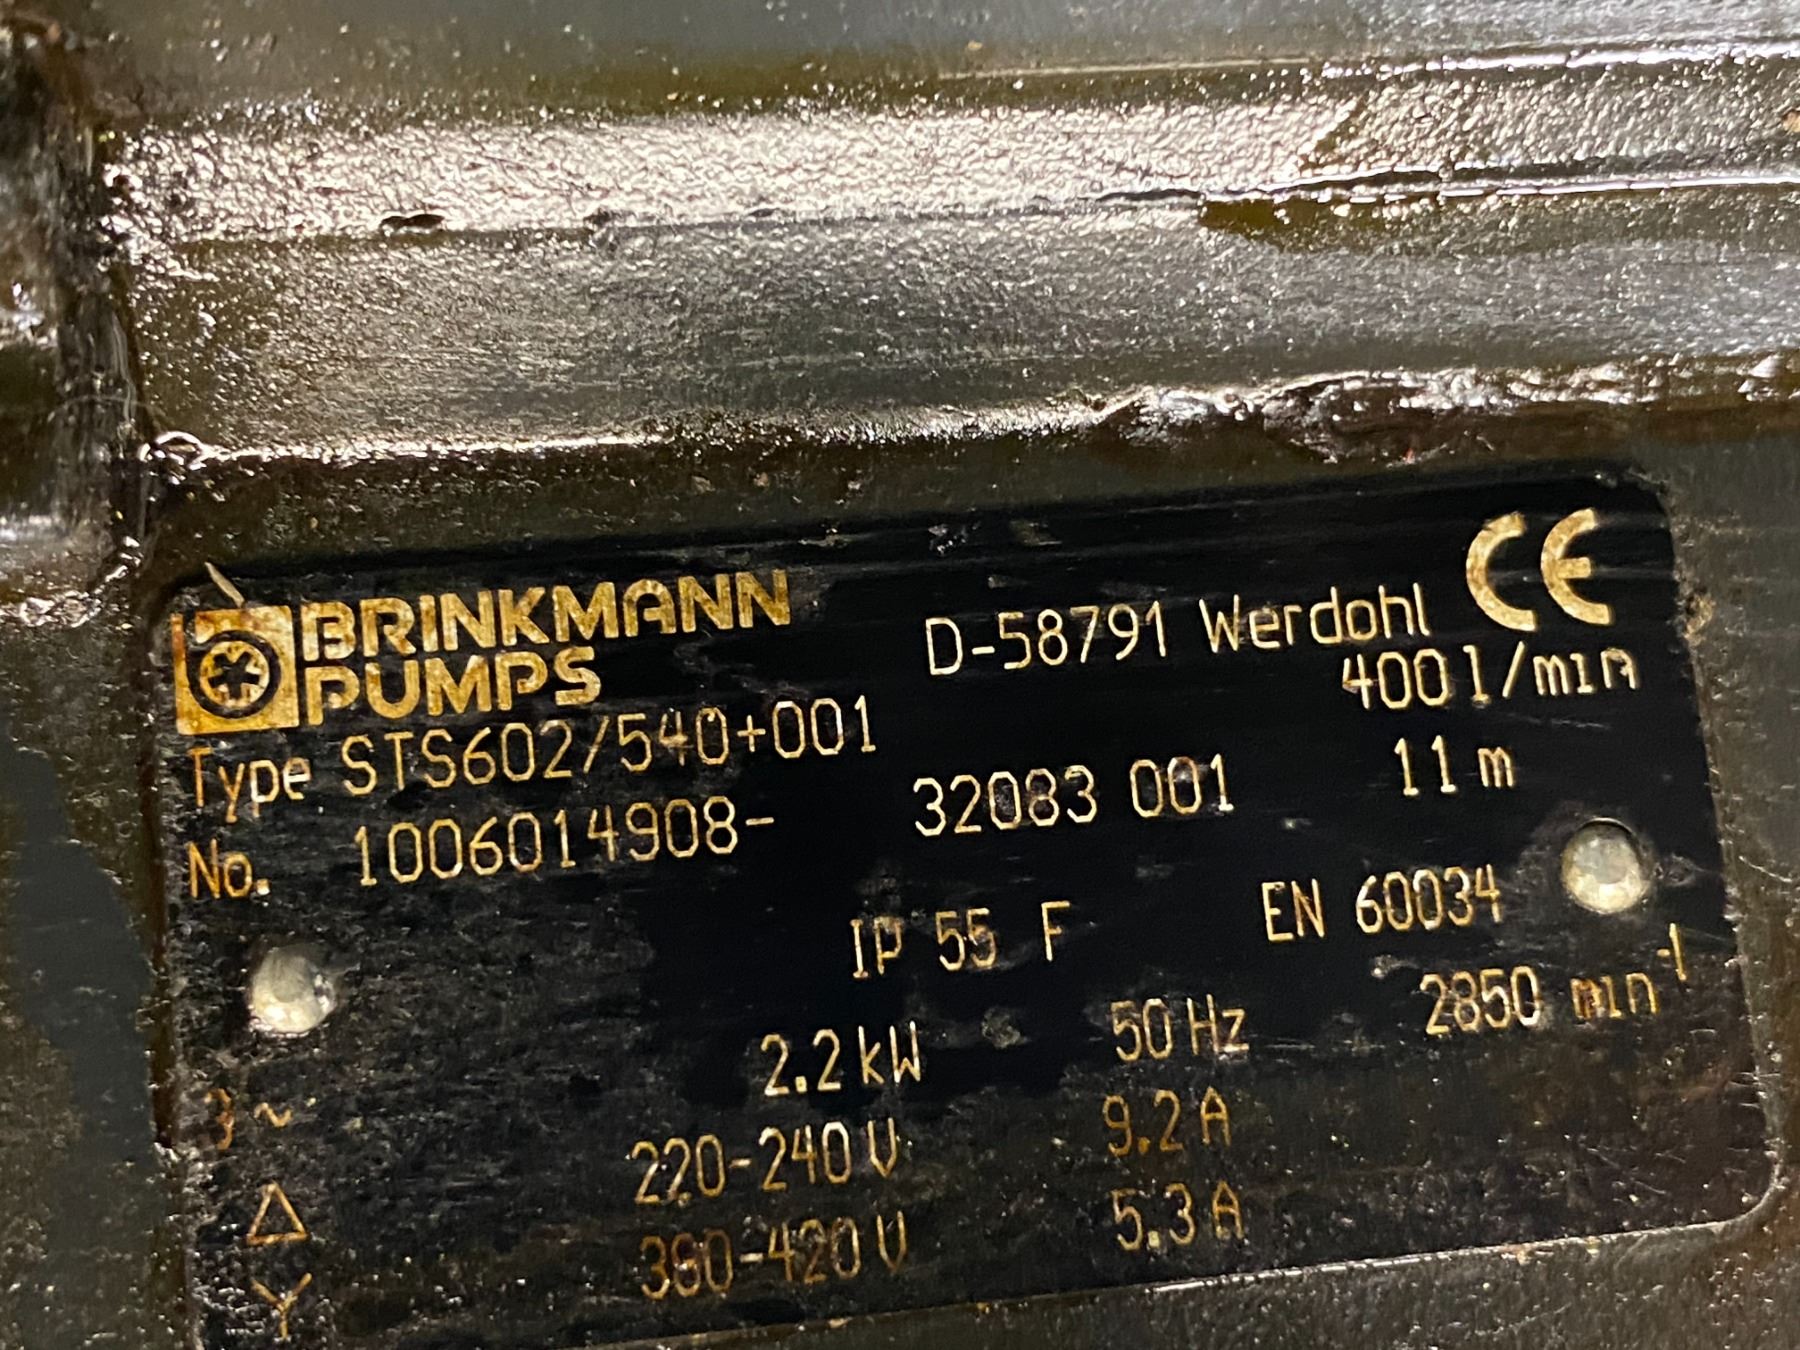 BRINKMANN PUMPS D-58791 Werdohl CE
Type STS602/540+001 400 l/min
No. 1006014908- 32083 001 11 m
IP 55 F EN 60034
2.2 kW 50 Hz 2850 min⁻¹
3~
Δ 220-240 V 9.2 A
Y 380-420 V 5.3 A